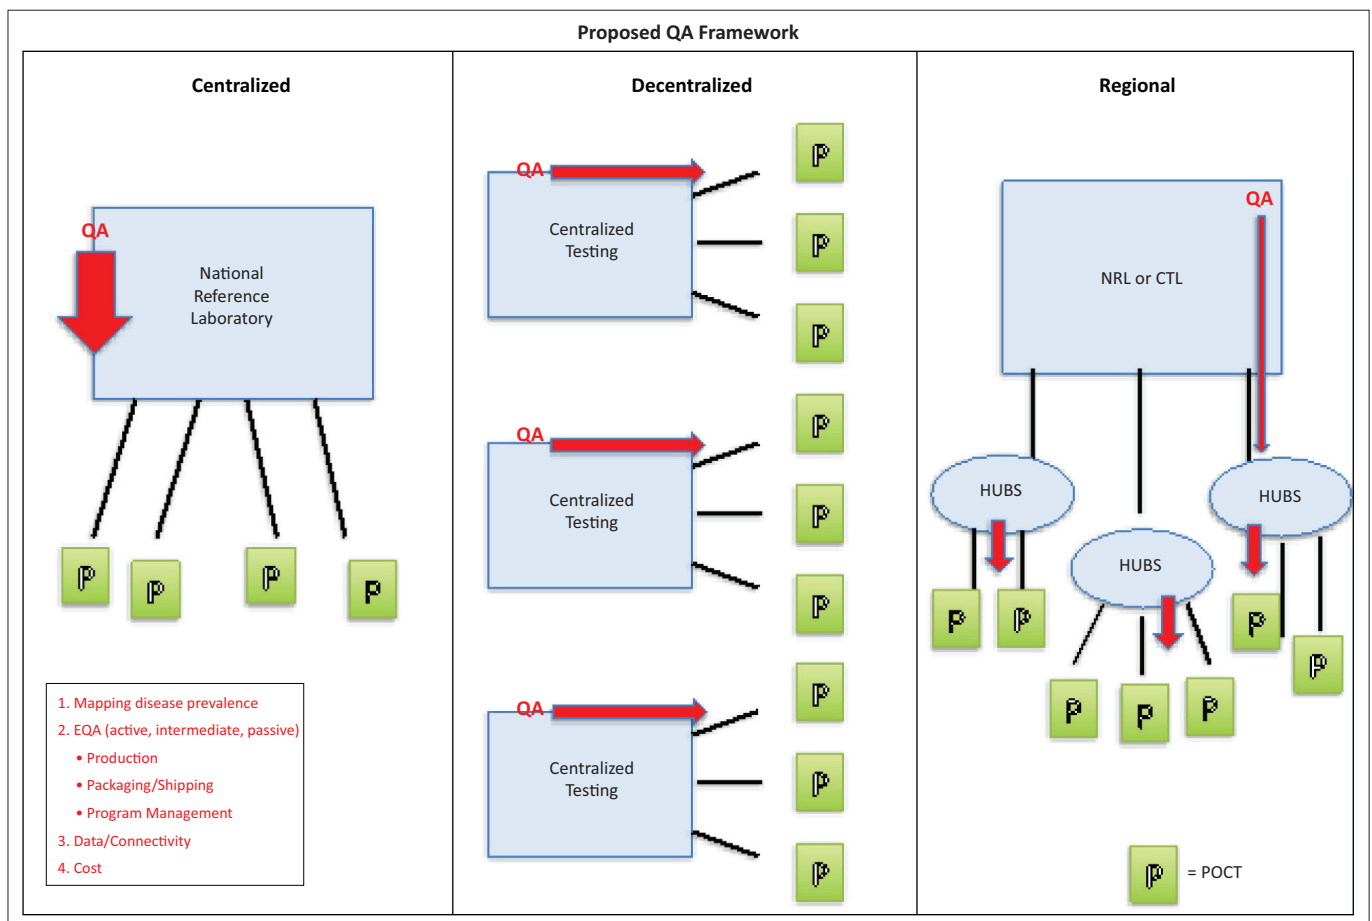 Proposed QA Framework
Centralized
QA
National
Reference
Laboratory
P
P
P
P
1. Mapping disease prevalence
2. EQA (active, intermediate, passive)
• Production
• Packaging/Shipping
• Program Management
3. Data/Connectivity
4. Cost
Decentralized
QA
Centralized
Testing
P
P
P
QA
Centralized
Testing
P
P
P
QA
Centralized
Testing
P
P
P
Regional
QA
NRL or CTL
HUBS
HUBS
HUBS
P
P
P
P
P
P
P
P = POCT